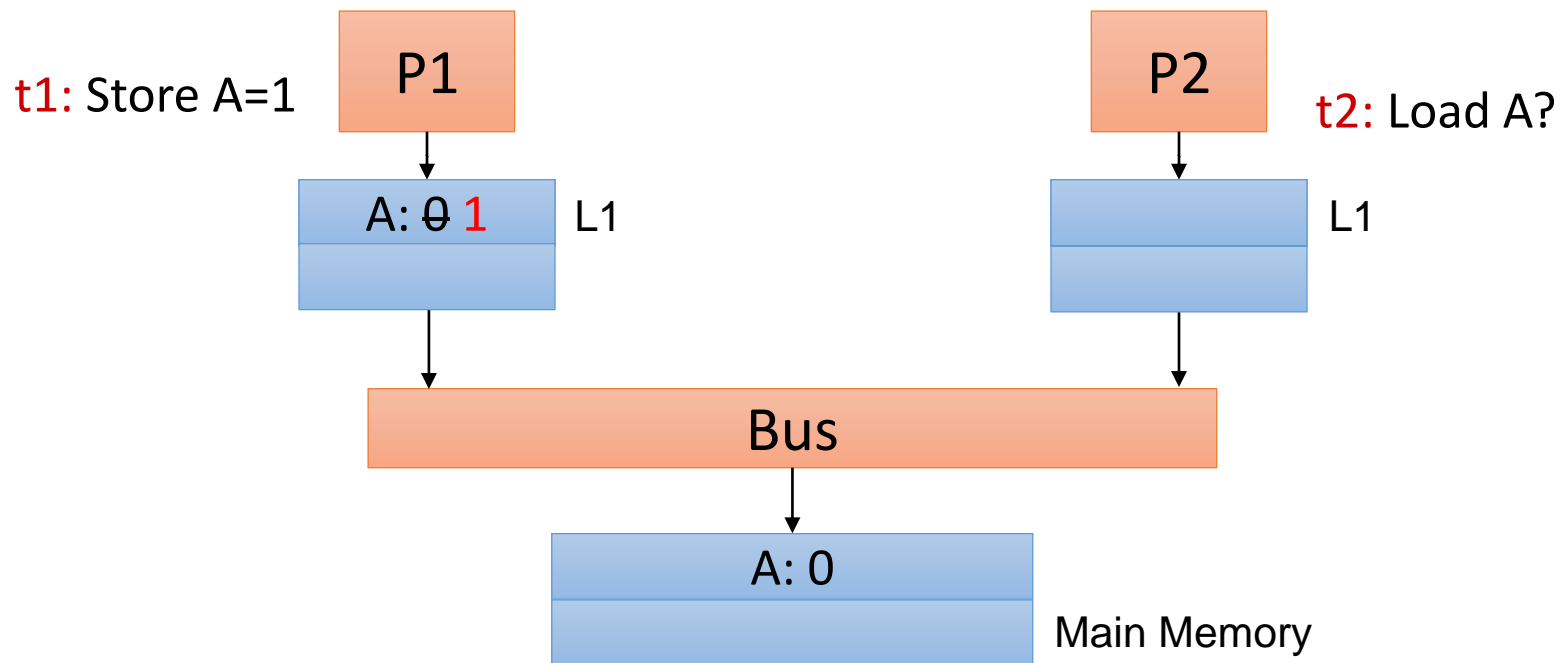 P1
P2
t1: Store A=1
t2: Load A?
A: 0 1
L1
L1
Bus
A: 0
Main Memory